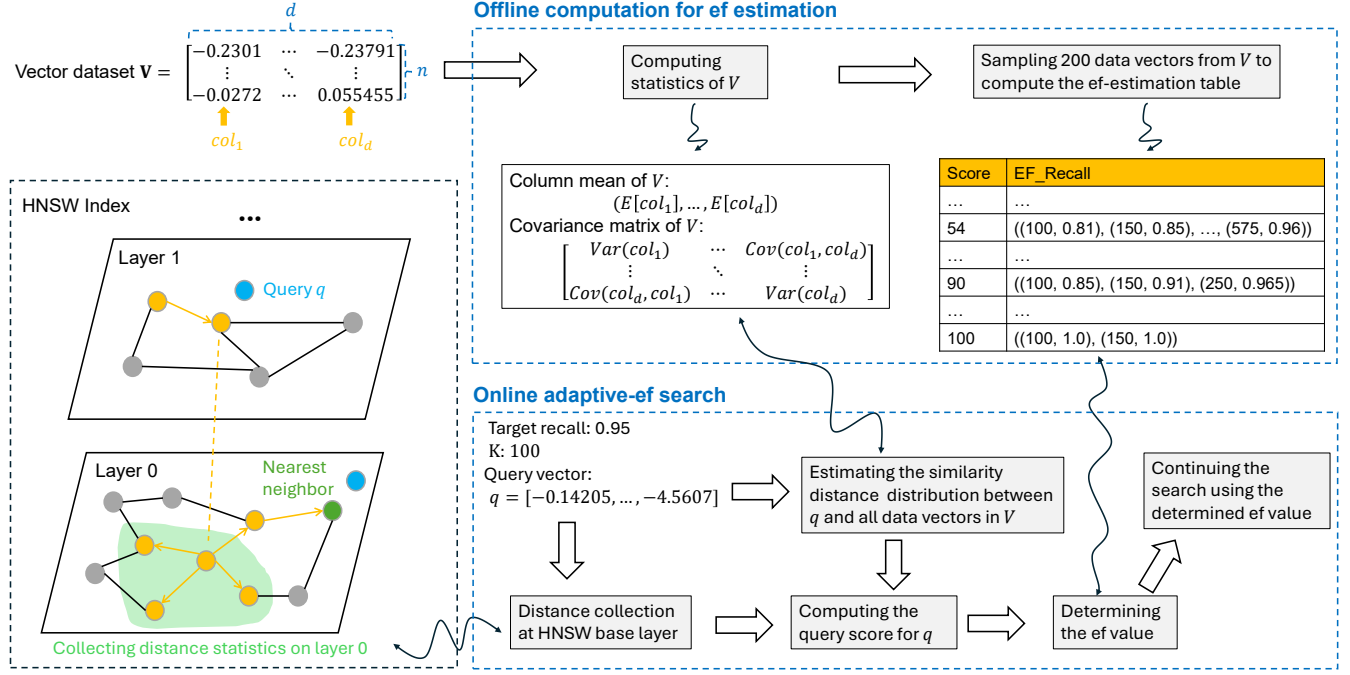 Offline computation for ef estimation
d
Vector dataset V =
−0.2301 ⋯ −0.23791
⋮ ⋱ ⋮
−0.0272 ⋯ 0.055455
n
col₁ col_d
Computing
statistics of V
Sampling 200 data vectors from V to
compute the ef-estimation table
Column mean of V:
(E[col₁], … , E[col_d])
Covariance matrix of V:
Var(col₁) ⋯ Cov(col₁, col_d)
⋮ ⋱ ⋮
Cov(col_d, col₁) ⋯ Var(col_d)
Score EF_Recall
… …
54 ((100, 0.81), (150, 0.85), …, (575, 0.96))
… …
90 ((100, 0.85), (150, 0.91), (250, 0.965))
… …
100 ((100, 1.0), (150, 1.0))
HNSW Index
...
Layer 1
Query q
Layer 0
Nearest
neighbor
Collecting distance statistics on layer 0
Online adaptive-ef search
Target recall: 0.95
K: 100
Query vector:
q = [−0.14205, … , −4.5607]
Estimating the similarity
distance distribution between
q and all data vectors in V
Continuing the
search using the
determined ef value
Distance collection
at HNSW base layer
Computing the
query score for q
Determining
the ef value